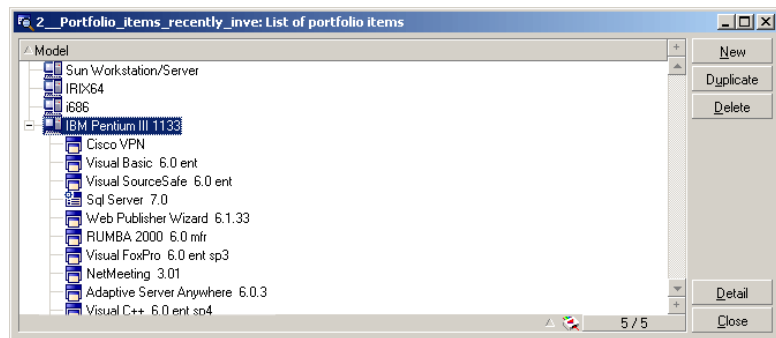 2__Portfolio_items_recently_inve: List of portfolio items
Model
Sun Workstation/Server
IRIX64
i686
IBM Pentium III 1133
Cisco VPN
Visual Basic 6.0 ent
Visual SourceSafe 6.0 ent
Sql Server 7.0
Web Publisher Wizard 6.1.33
RUMBA 2000 6.0 mfr
Visual FoxPro 6.0 ent sp3
NetMeeting 3.01
Adaptive Server Anywhere 6.0.3
Visual C++ 6.0 ent sp4
5 / 5
New
Duplicate
Delete
Detail
Close